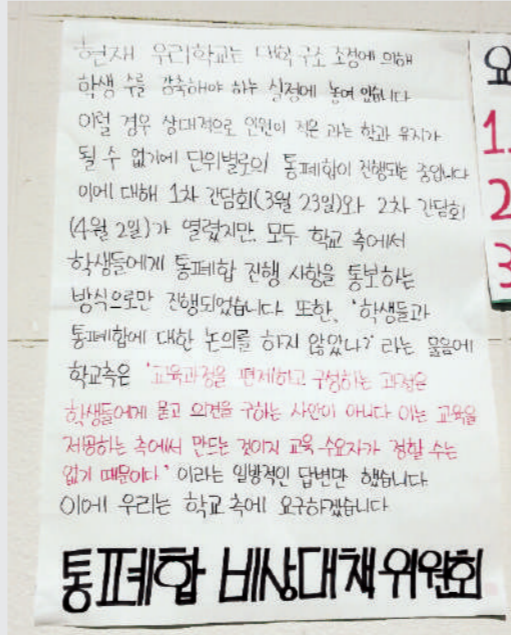 현재 우리학교는 대학 구조 조정에 의해
학생 수를 감축해야 하는 실정에 놓여 있습니다
이럴 경우 상대적으로 인원이 적은 과는 학과 유지가
될 수 없기에 단위별로의 통폐합이 진행되는 중입니다
이에 대해 1차 간담회(3월 23일)와 2차 간담회
(4월 2일)가 열렸지만, 모두 학교 측에서
학생들에게 통폐합 진행 사항을 통보하는
방식으로만 진행되었습니다 또한, '학생들과
통폐합에 대한 논의를 하지 않았나?' 라는 물음에
학교측은 '교육과정을 편제하고 구성하는 과정은
학생들에게 묻고 의견을 구하는 사안이 아니다 이는 교육을
제공하는 측에서 만드는 것이지 교육 수요자가 정할 수는
없기 때문이다' 이라는 일방적인 답변만 했습니다
이에 우리는 학교 측에 요구하겠습니다
통폐합 비상대책위원회
요
1.
2
3